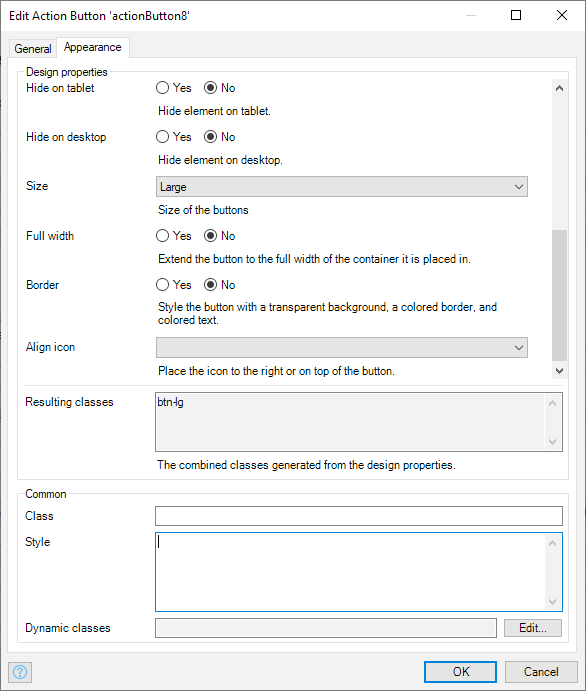 Edit Action Button 'actionButton8'
General
Appearance
Design properties
Hide on tablet
Yes
No
Hide element on tablet.
Hide on desktop
Yes
No
Hide element on desktop.
Size
Large
Size of the buttons
Full width
Yes
No
Extend the button to the full width of the container it is placed in.
Border
Yes
No
Style the button with a transparent background, a colored border, and
colored text.
Align icon
Place the icon to the right or on top of the button.
Resulting classes
btn-lg
The combined classes generated from the design properties.
Common
Class
Style
Dynamic classes
Edit...
?
OK
Cancel